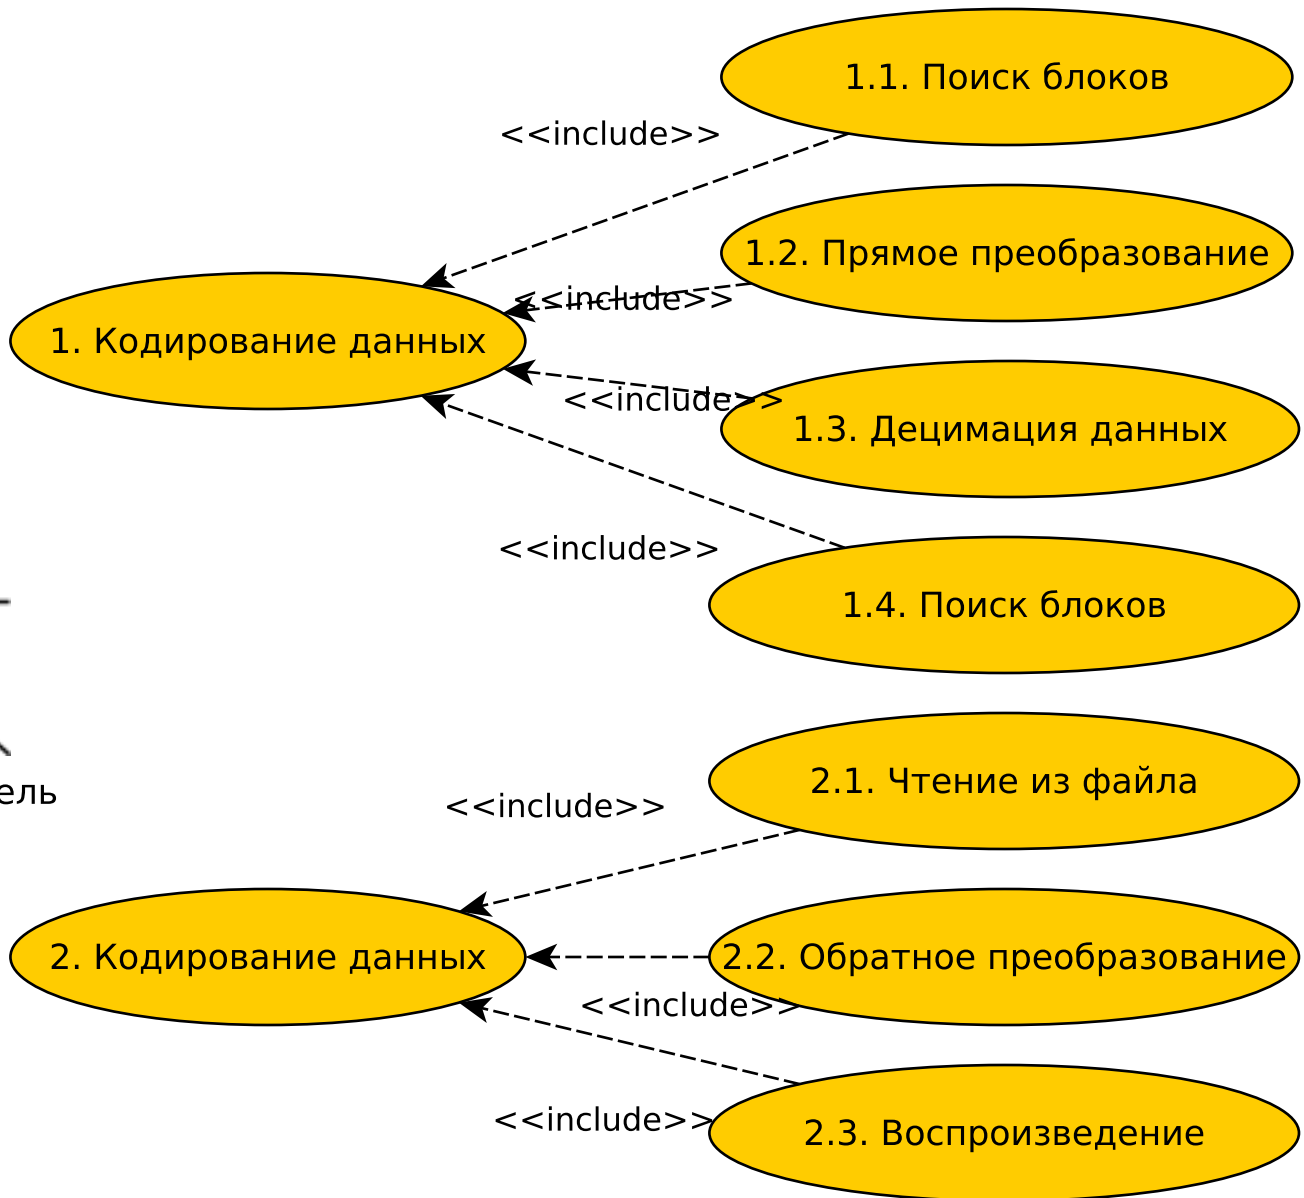 1.1. Поиск блоков
<<include>>
1.2. Прямое преобразование
<<include>>
1. Кодирование данных
<<include>>
1.3. Децимация данных
<<include>>
1.4. Поиск блоков
2.1. Чтение из файла
ель
<<include>>
2. Кодирование данных
2.2. Обратное преобразование
<<include>>
<<include>>
2.3. Воспроизведение